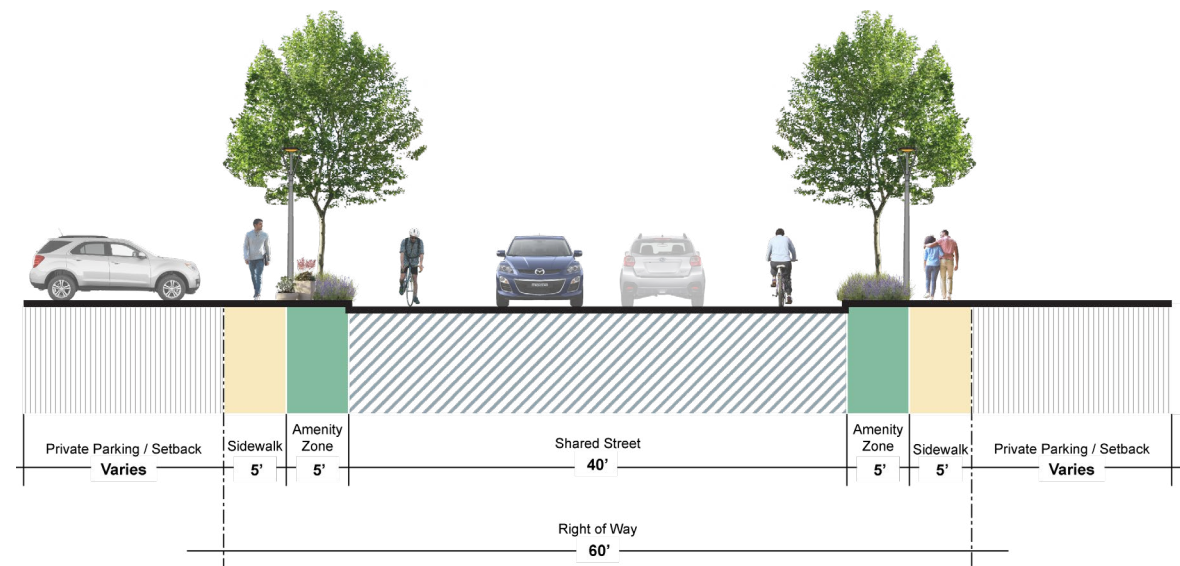 Private Parking / Setback
Varies
Sidewalk
5’
Amenity
Zone
5’
Shared Street
40’
Amenity
Zone
5’
Sidewalk
5’
Private Parking / Setback
Varies
Right of Way
60’